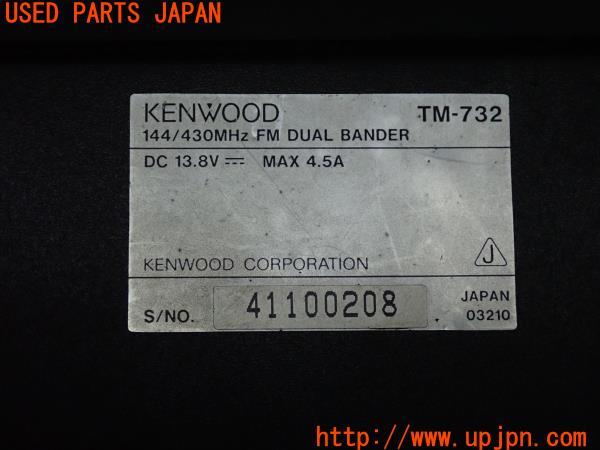 USED PARTS JAPAN
KENWOOD TM-732
144/430MHz FM DUAL BANDER
DC 13.8V ⎓ MAX 4.5A
J
KENWOOD CORPORATION
S/NO. 41100208
JAPAN
03210
http://www.upjpn.com